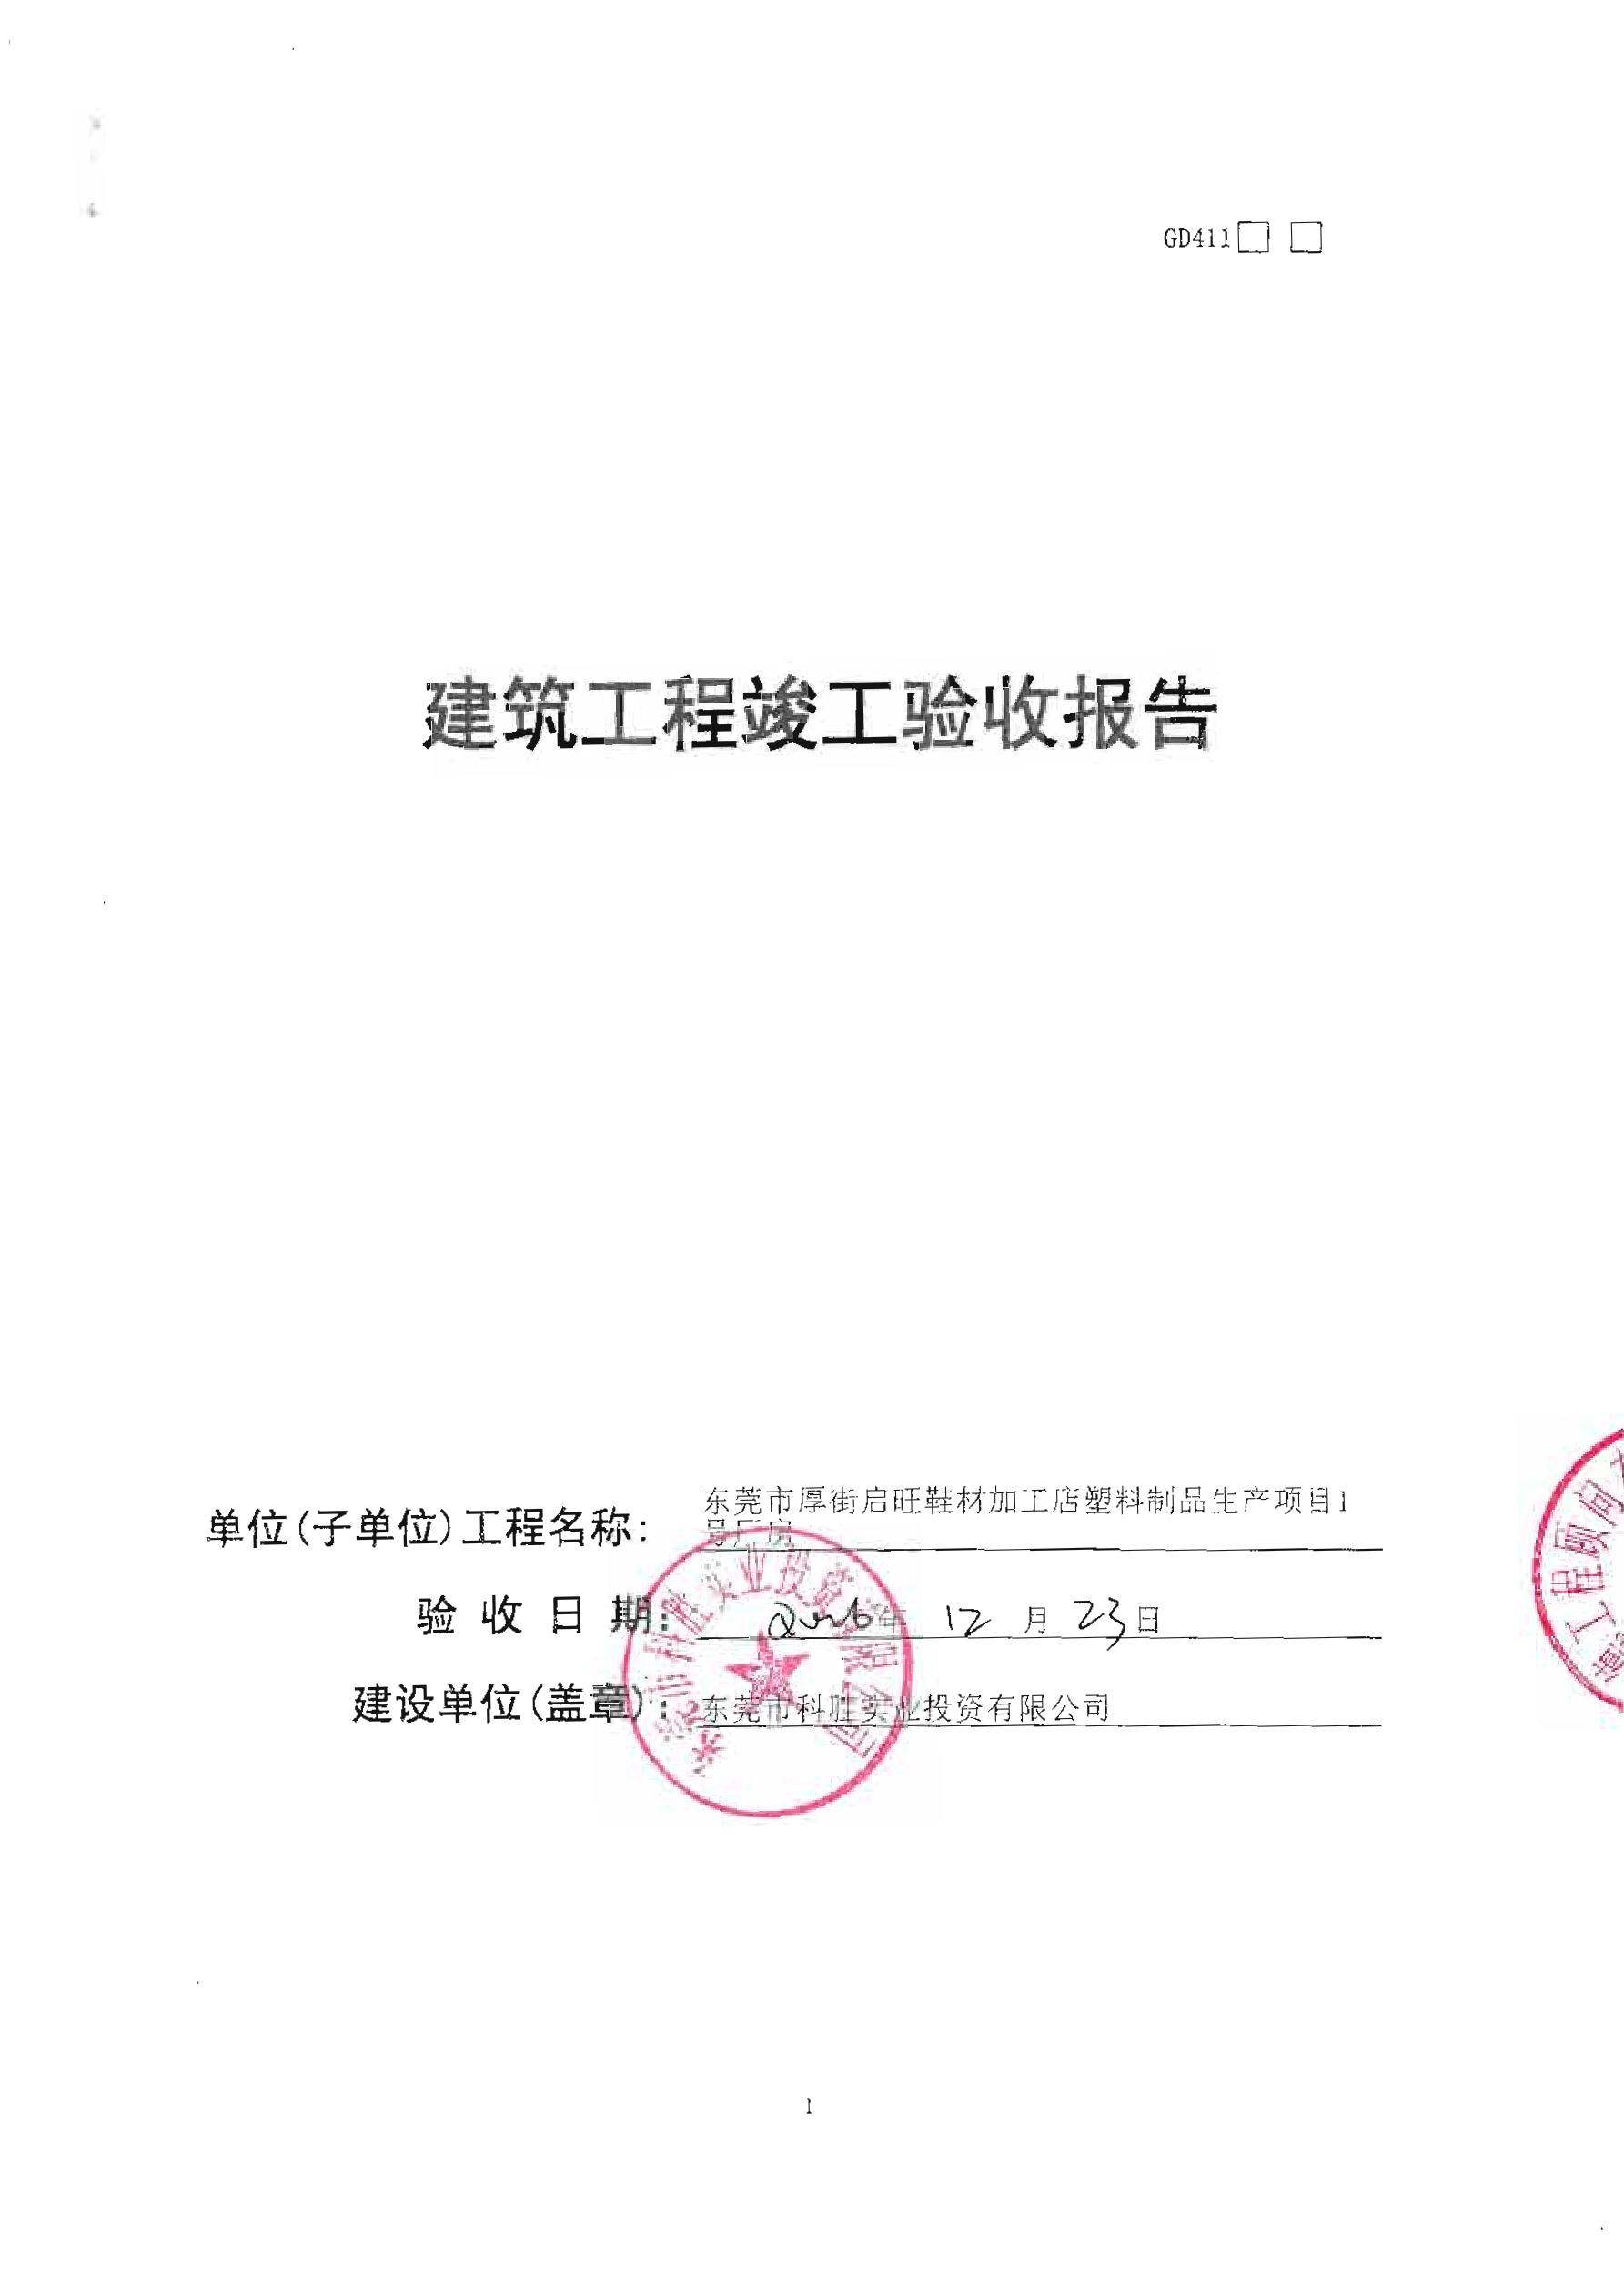 GD411□ □
建筑工程竣工验收报告
单位(子单位)工程名称: 东莞市厚街启旺鞋材加工店塑料制品生产项目1
号厂房
验收日期: 2016年 12 月 23日
建设单位(盖章): 东莞市科胜实业投资有限公司
东莞市科胜实业投资有限公司
工程顾问
1